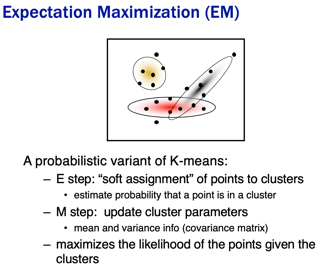 Expectation Maximization (EM)
A probabilistic variant of K-means:
– E step: “soft assignment” of points to clusters
• estimate probability that a point is in a cluster
– M step: update cluster parameters
• mean and variance info (covariance matrix)
– maximizes the likelihood of the points given the
clusters